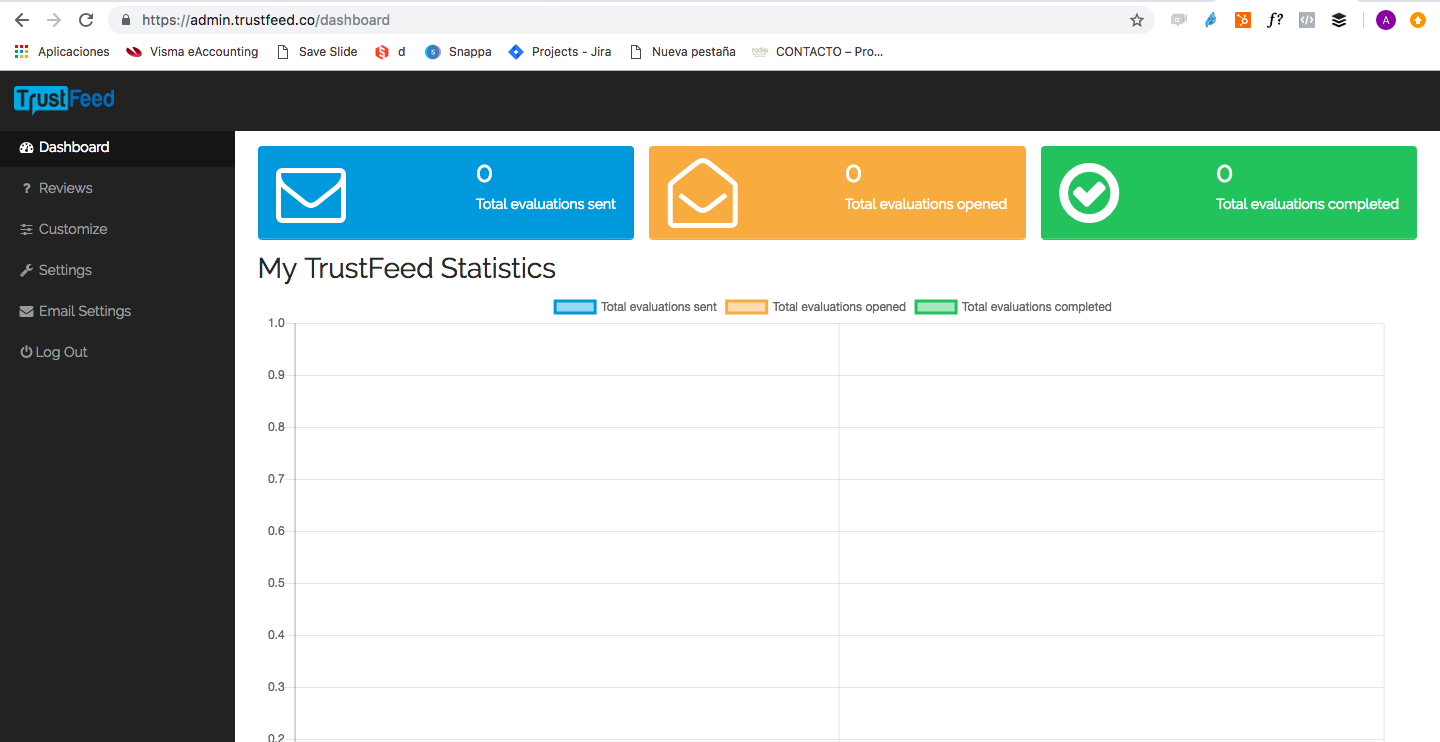 https://admin.trustfeed.co/dashboard
f?
A
Aplicaciones Visma eAccounting Save Slide d S Snappa Projects - Jira Nueva pestaña CONTACTO – Pro...
TrustFeed
Dashboard
Reviews
Customize
Settings
Email Settings
Log Out
0
Total evaluations sent
0
Total evaluations opened
0
Total evaluations completed
My TrustFeed Statistics
Total evaluations sent Total evaluations opened Total evaluations completed
1.0
0.9
0.8
0.7
0.6
0.5
0.4
0.3
0.2